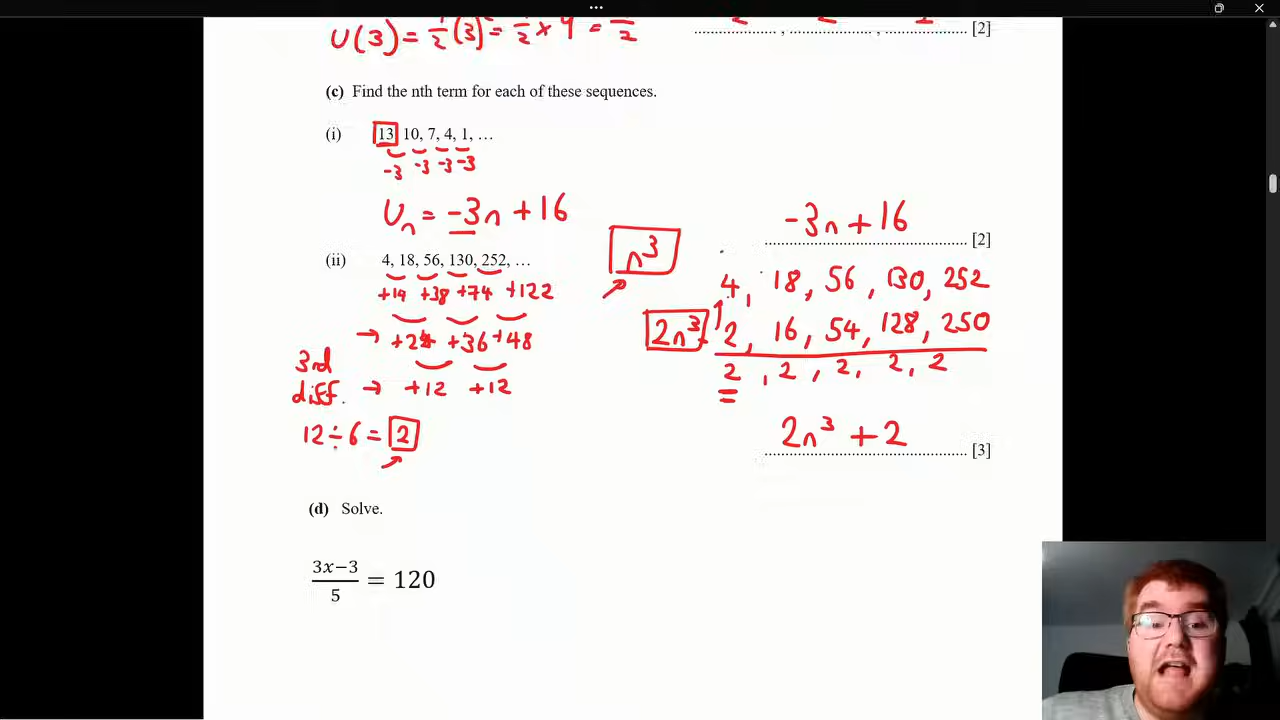 U(3) = 1/2 (3)² = 1/2 × 9 = /2
.................. , .................. , .................. [2]
(c) Find the nth term for each of these sequences.
(i) 13, 10, 7, 4, 1, …
-3 -3 -3 -3
Uₙ = -3n + 16
-3n + 16
[2]
(ii) 4, 18, 56, 130, 252, …
n³
+14 +38 +74 +122
4, 18, 56, 130, 252
→ +24 +36 +48
2n³ - 2, 16, 54, 128, 250
2, 2, 2, 2, 2
3rd
diff. → +12 +12
12 ÷ 6 = 2
2n³ + 2
[3]
(d) Solve.
3x−3
5
= 120